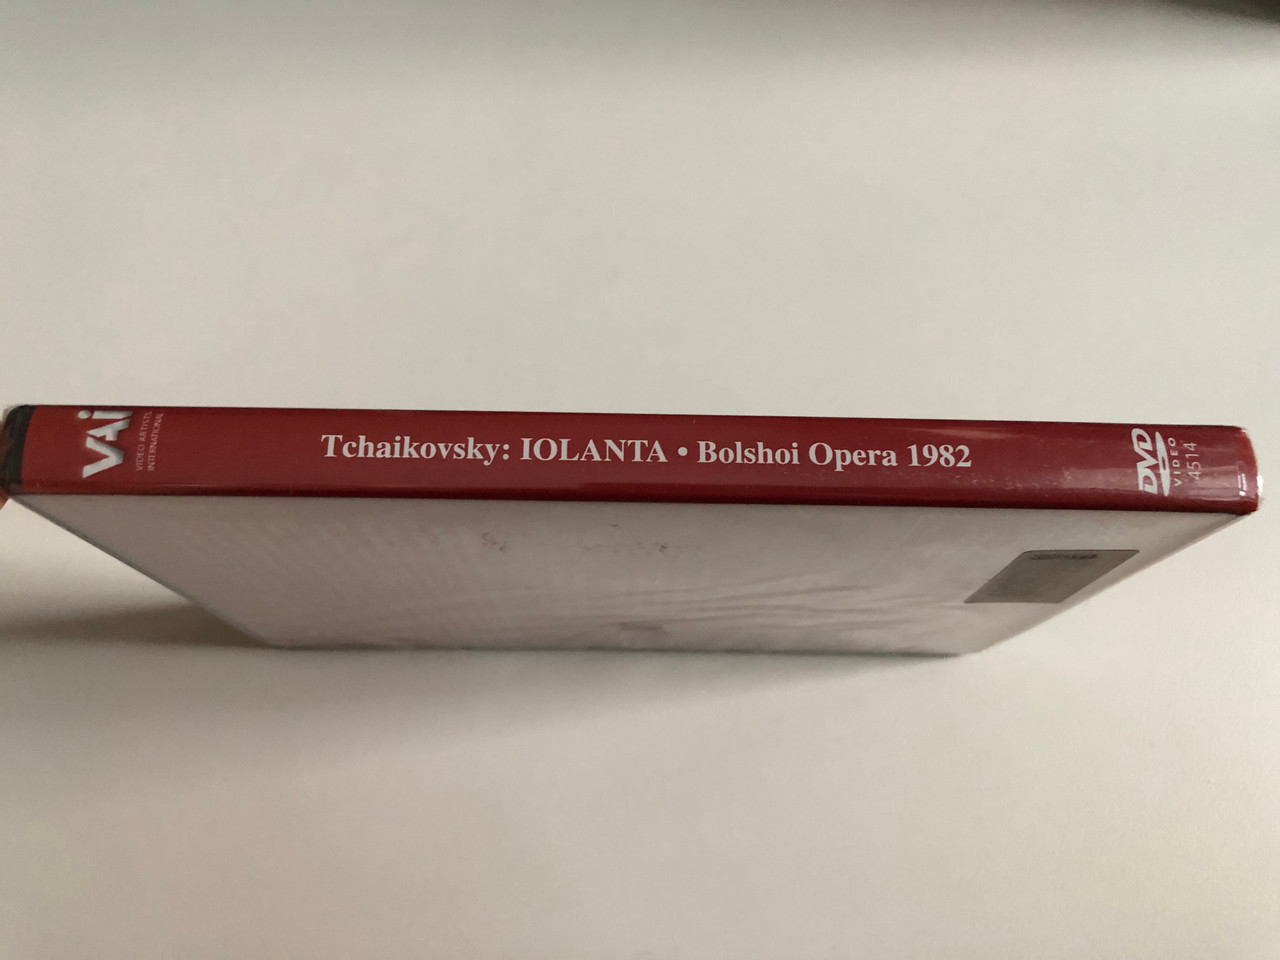 VAi
VIDEO ARTISTS
INTERNATIONAL
Tchaikovsky: IOLANTA • Bolshoi Opera 1982
DVD
VIDEO
4514